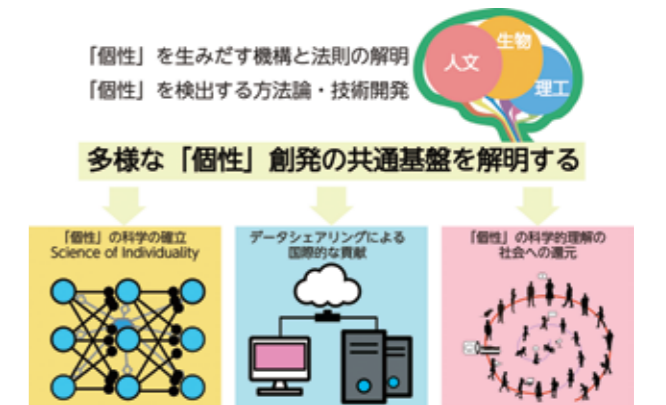 「個性」を生みだす機構と法則の解明
「個性」を検出する方法論・技術開発
人文
生物
理工
多様な「個性」創発の共通基盤を解明する
「個性」の科学の確立
Science of Individuality
データシェアリングによる
国際的な貢献
「個性」の科学的理解の
社会への還元